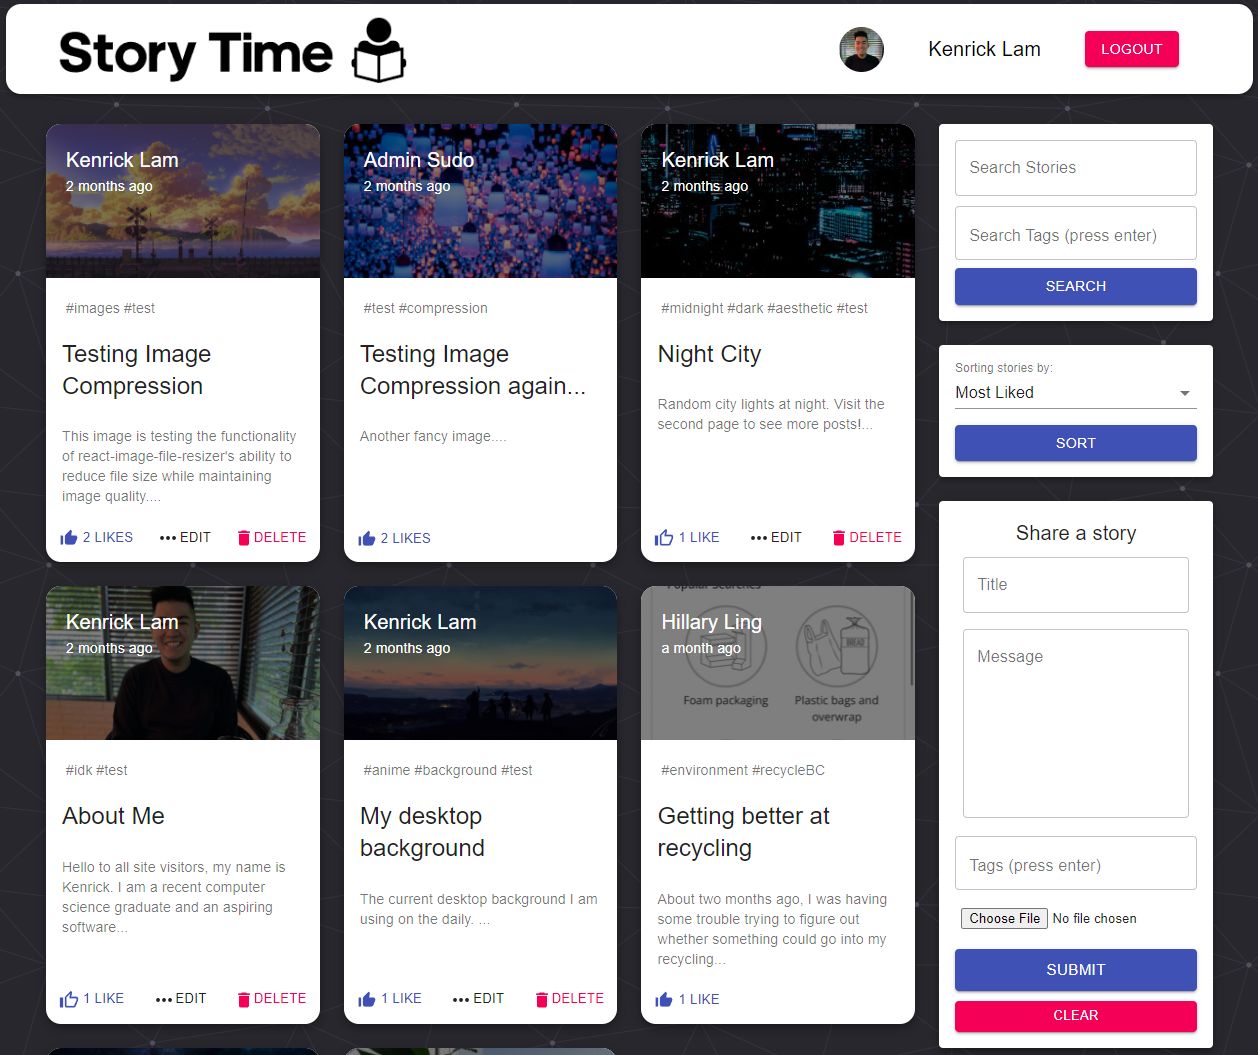 Story Time
Kenrick Lam
LOGOUT
Kenrick Lam
2 months ago
#images #test
Testing Image
Compression
This image is testing the functionality
of react-image-file-resizer's ability to
reduce file size while maintaining
image quality....
2 LIKES
EDIT
DELETE
Admin Sudo
2 months ago
#test #compression
Testing Image
Compression again...
Another fancy image....
2 LIKES
Kenrick Lam
2 months ago
#midnight #dark #aesthetic #test
Night City
Random city lights at night. Visit the
second page to see more posts!...
1 LIKE
EDIT
DELETE
Kenrick Lam
2 months ago
#idk #test
About Me
Hello to all site visitors, my name is
Kenrick. I am a recent computer
science graduate and an aspiring
software...
1 LIKE
EDIT
DELETE
Kenrick Lam
2 months ago
#anime #background #test
My desktop
background
The current desktop background I am
using on the daily. ...
1 LIKE
EDIT
DELETE
Popular searches
Hillary Ling
a month ago
BREAD
Foam packaging
Plastic bags and
overwrap
#environment #recycleBC
Getting better at
recycling
About two months ago, I was having
some trouble trying to figure out
whether something could go into my
recycling...
1 LIKE
Search Stories
Search Tags (press enter)
SEARCH
Sorting stories by:
Most Liked
SORT
Share a story
Title
Message
Tags (press enter)
Choose File No file chosen
SUBMIT
CLEAR